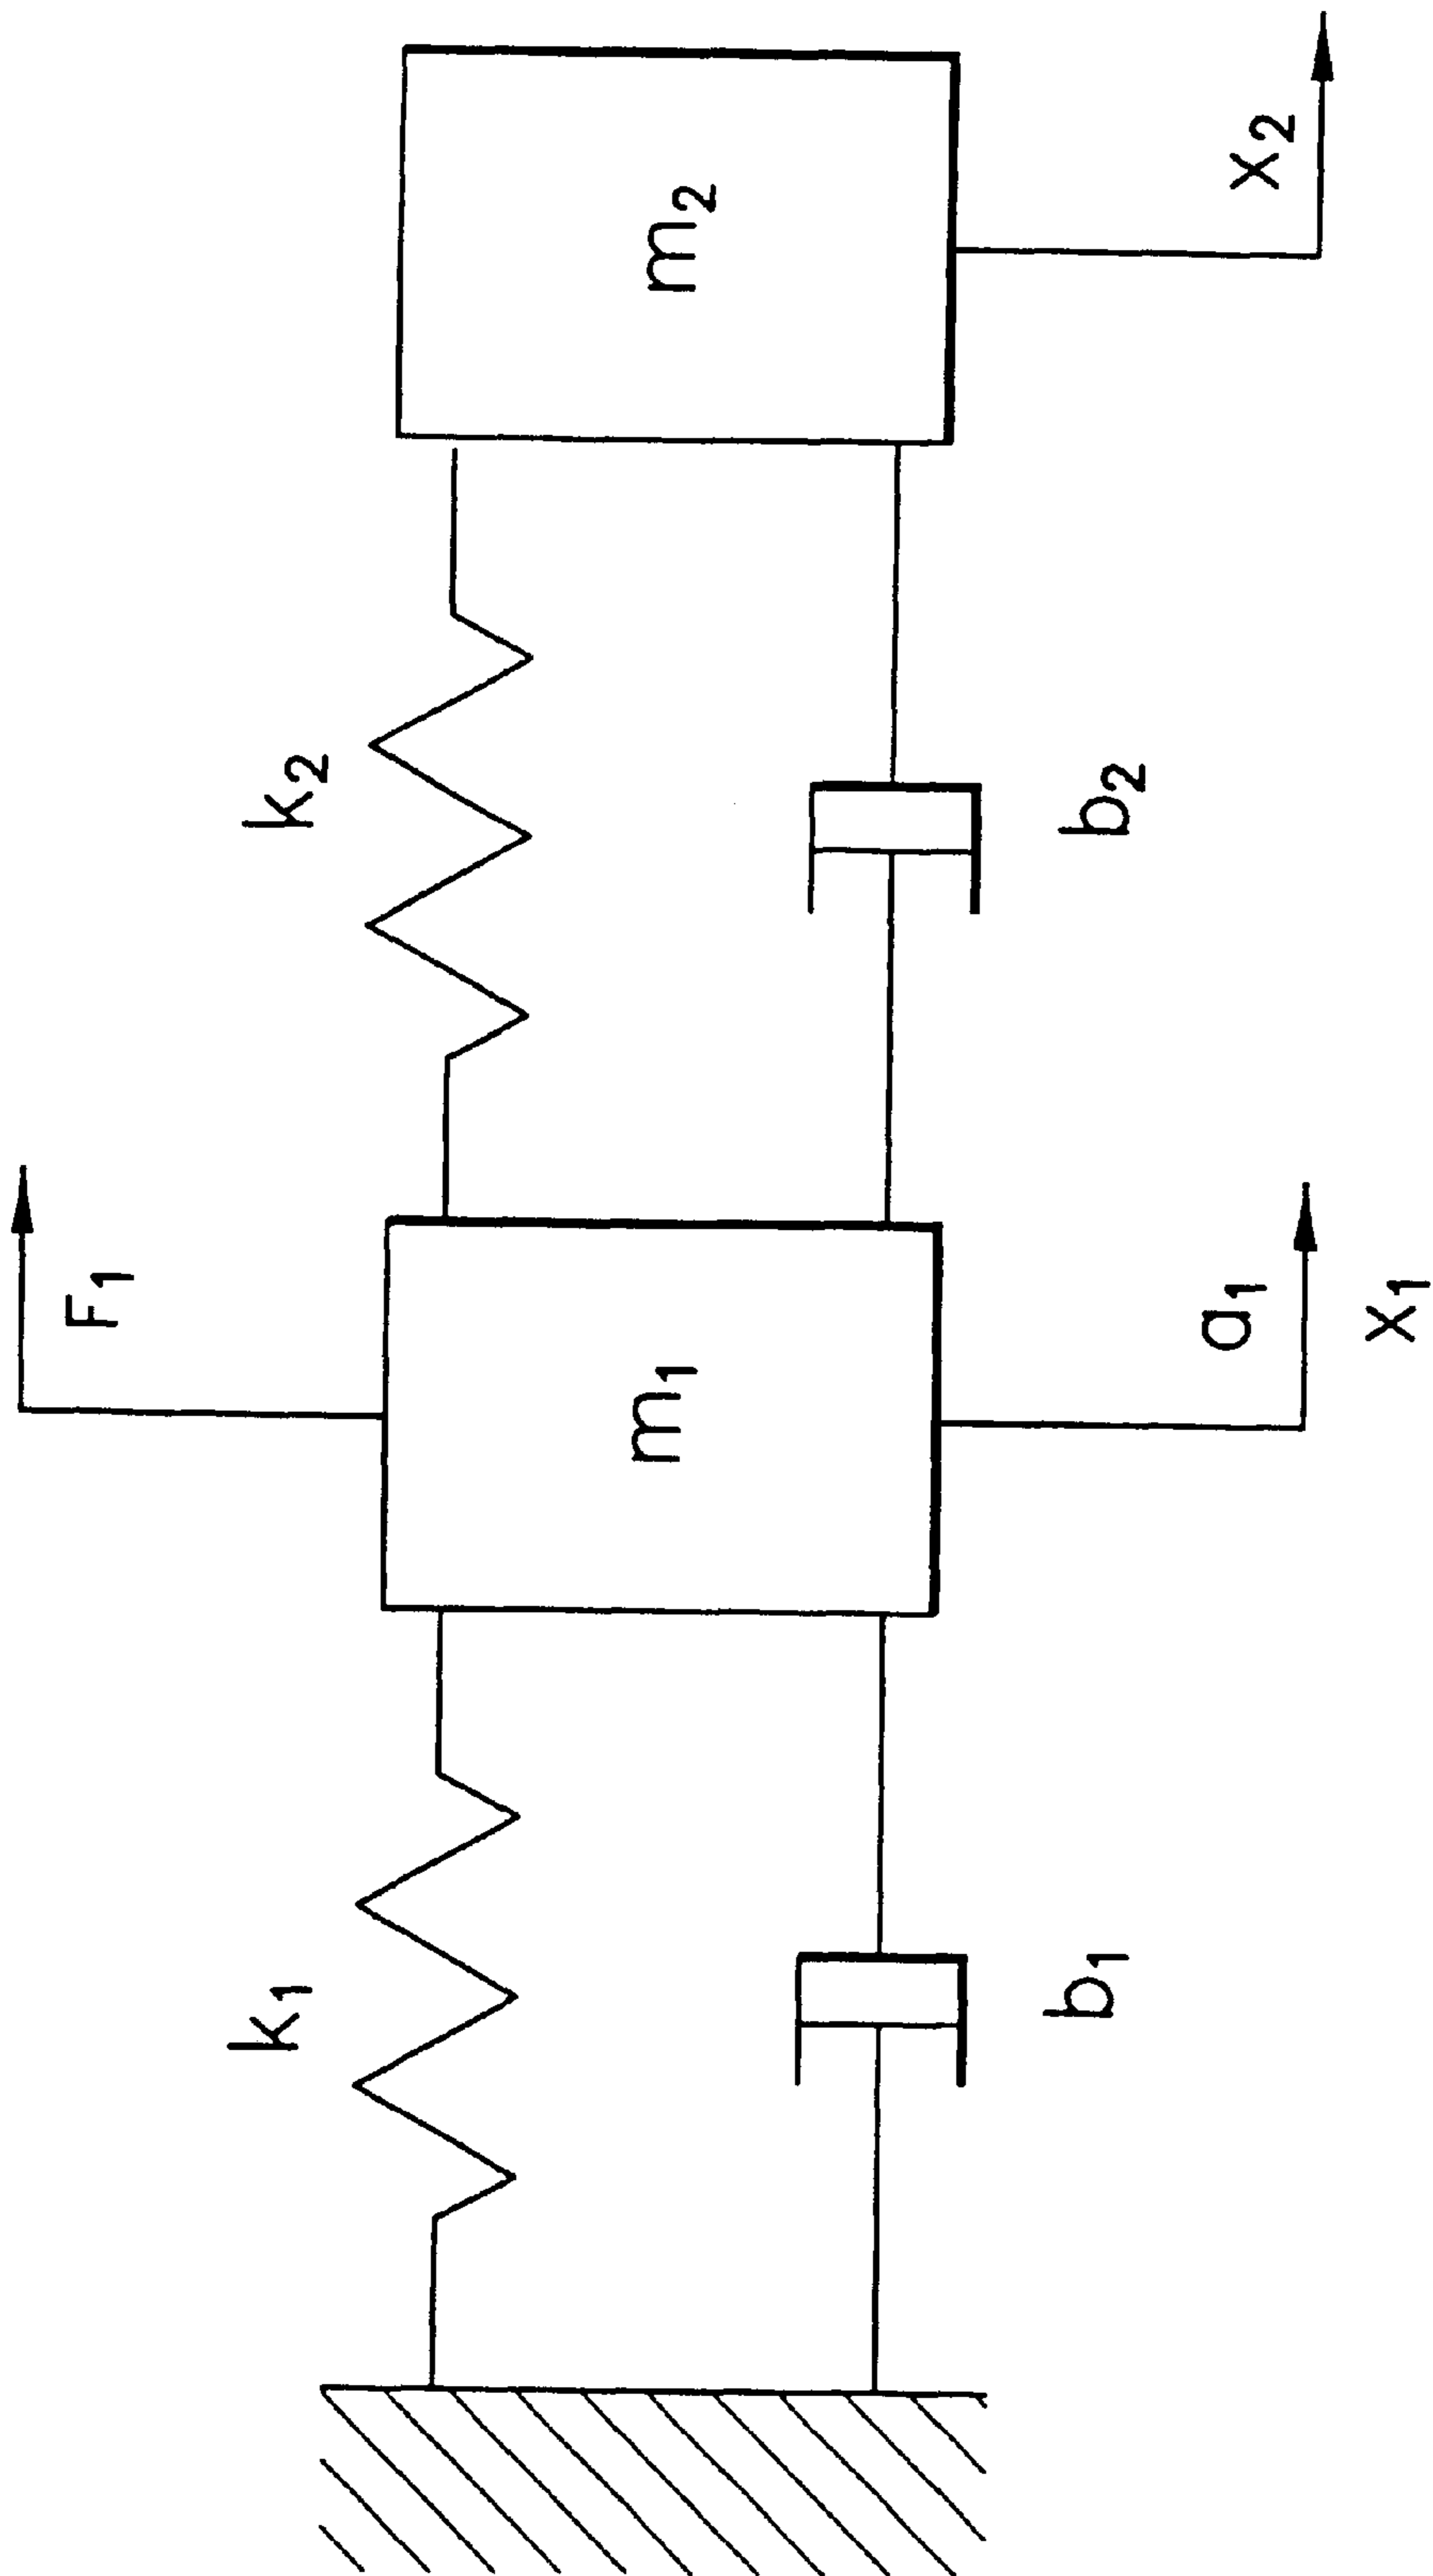 F₁
k₁
k₂
m₁
m₂
b₁
b₂
a₁
x₁
x₂